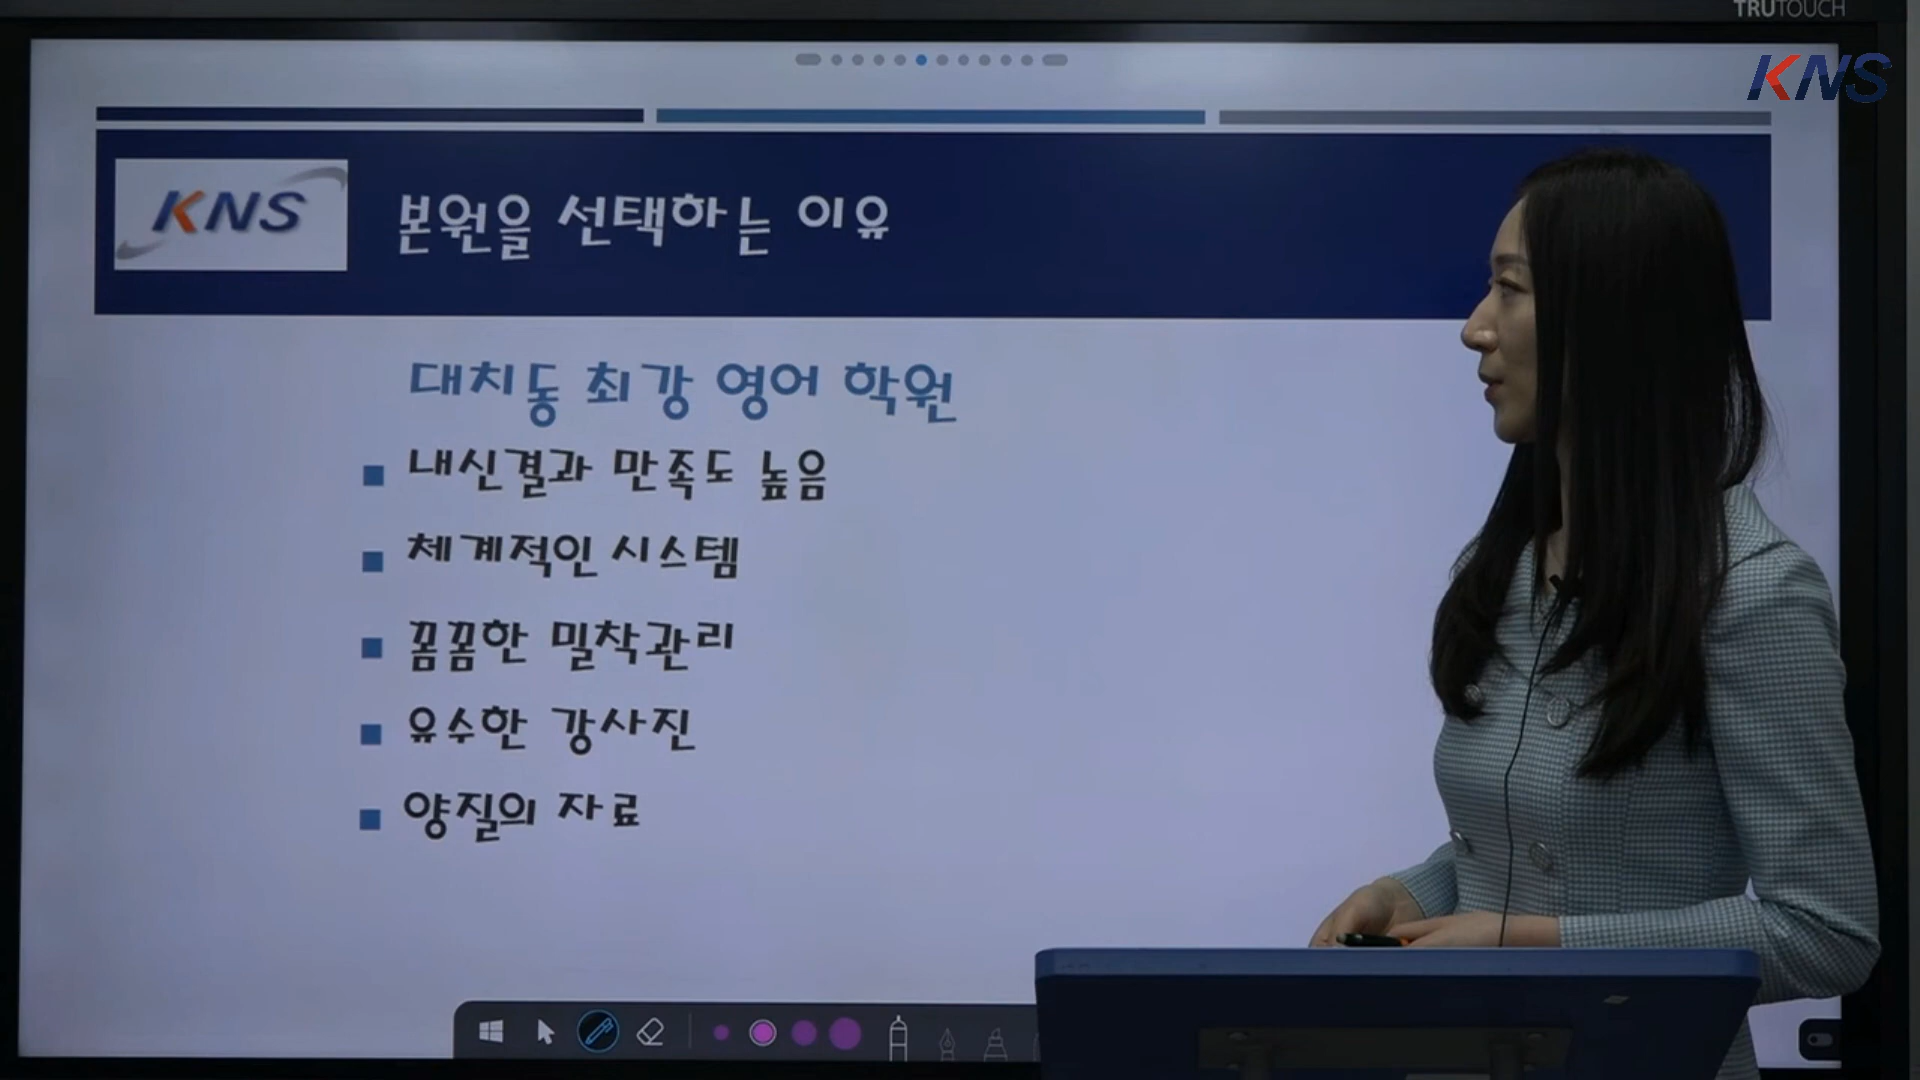 TRUTOUCH
KNS
KNS
본원을 선택하는 이유
대치동 최강 영어 학원
내신결과 만족도 높음
체계적인 시스템
꼼꼼한 밀착관리
유수한 강사진
양질의 자료